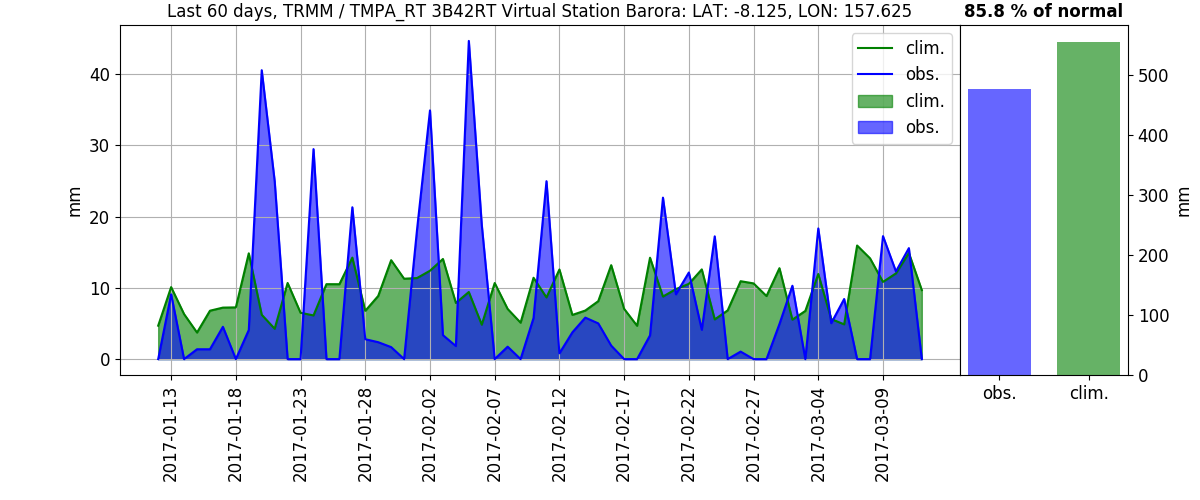 Last 60 days, TRMM / TMPA_RT 3B42RT Virtual Station Barora: LAT: -8.125, LON: 157.625
85.8 % of normal
clim.
obs.
clim.
obs.
mm
40
30
20
10
0
2017-01-13
2017-01-18
2017-01-23
2017-01-28
2017-02-02
2017-02-07
2017-02-12
2017-02-17
2017-02-22
2017-02-27
2017-03-04
2017-03-09
500
400
300
200
100
0
mm
obs.
clim.